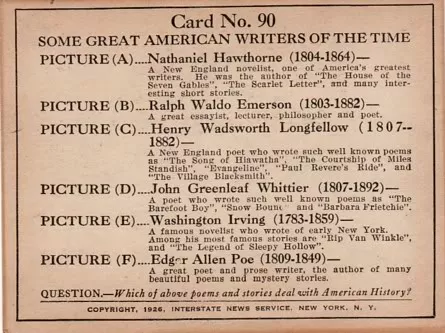 Card No. 90
SOME GREAT AMERICAN WRITERS OF THE TIME
PICTURE (A)....Nathaniel Hawthorne (1804-1864)—
A New England novelist, one of America's greatest
writers. He was the author of "The House of the
Seven Gables", "The Scarlet Letter", and many inter-
esting short stories.
PICTURE (B)....Ralph Waldo Emerson (1803-1882)—
A great essayist, lecturer, philosopher and poet.
PICTURE (C)....Henry Wadsworth Longfellow (1807--
1882)—
A New England poet who wrote such well known poems
as "The Song of Hiawatha", "The Courtship of Miles
Standish", "Evangeline", "Paul Revere's Ride", and
"The Village Blacksmith".
PICTURE (D)....John Greenleaf Whittier (1807-1892)—
A poet who wrote such well known poems as "The
Barefoot Boy", "Snow Bound" and "Barbara Frietchie".
PICTURE (E)....Washington Irving (1783-1859)—
A famous novelist who wrote of early New York.
Among his most famous stories are "Rip Van Winkle",
and "The Legend of Sleepy Hollow".
PICTURE (F)....Edgar Allen Poe (1809-1849)—
A great poet and prose writer, the author of many
beautiful poems and mystery stories.
QUESTION.—Which of above poems and stories deal with American History?
COPYRIGHT, 1926, INTERSTATE NEWS SERVICE, NEW YORK, N. Y.